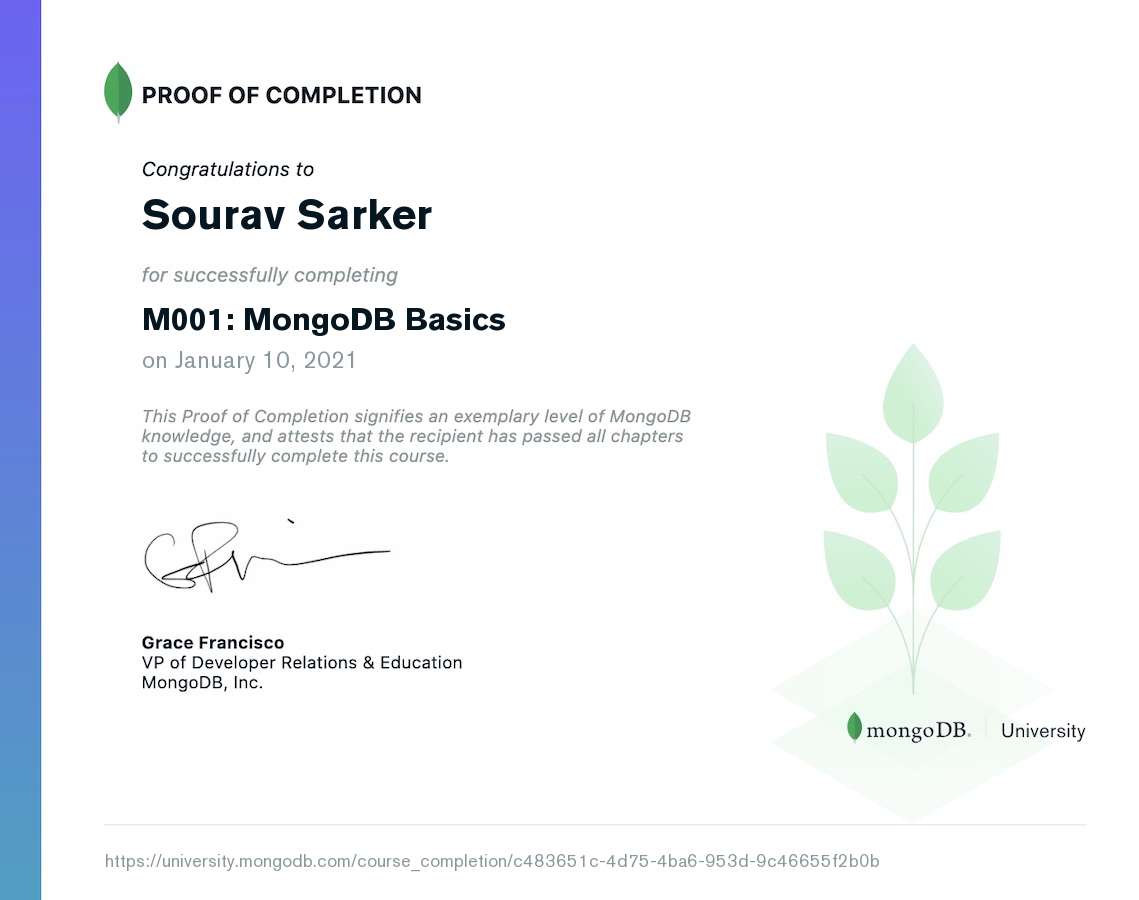 PROOF OF COMPLETION
Congratulations to
Sourav Sarker
for successfully completing
M001: MongoDB Basics
on January 10, 2021
This Proof of Completion signifies an exemplary level of MongoDB
knowledge, and attests that the recipient has passed all chapters
to successfully complete this course.
Grace Francisco
VP of Developer Relations & Education
MongoDB, Inc.
mongoDB. University
https://university.mongodb.com/course_completion/c483651c-4d75-4ba6-953d-9c46655f2b0b